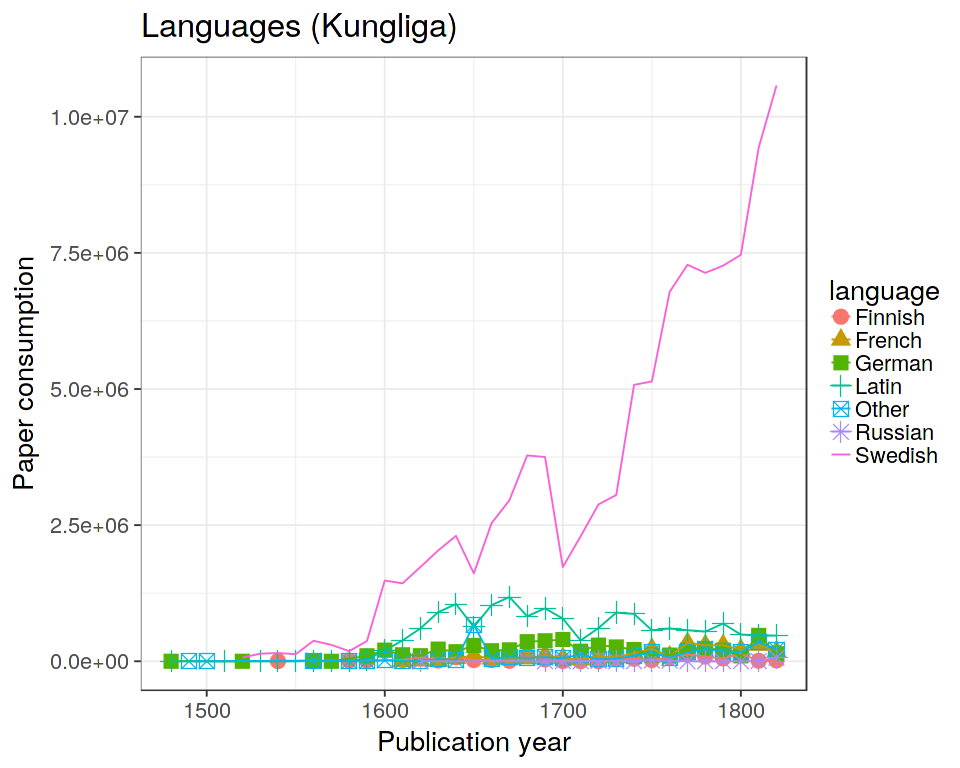 Languages (Kungliga)
1.0e+07
7.5e+06
5.0e+06
2.5e+06
0.0e+00
Paper consumption
1500
1600
1700
1800
Publication year
language
Finnish
French
German
Latin
Other
Russian
Swedish